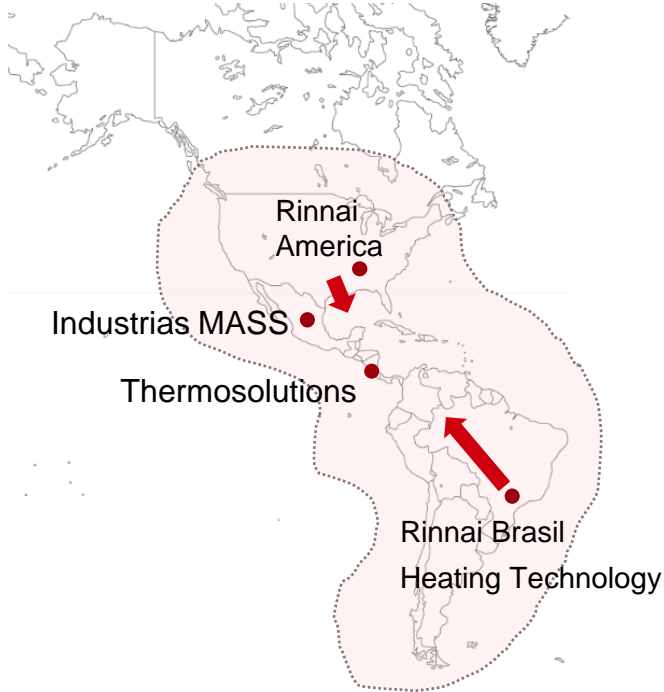 Rinnai
America
Industrias MASS
Thermosolutions
Rinnai Brasil
Heating Technology